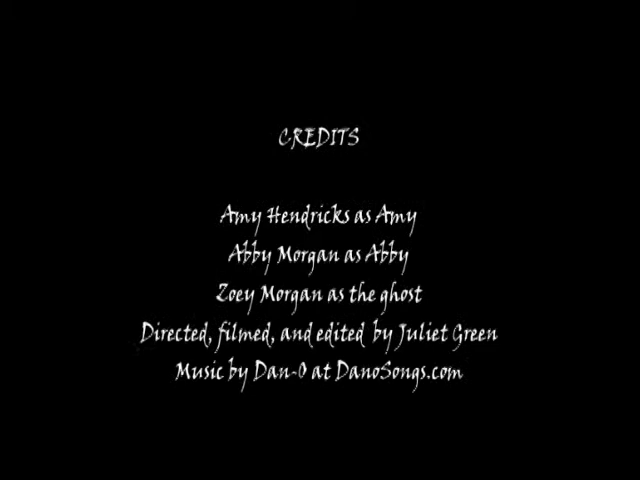 CREDITS
Amy Hendricks as Amy
Abby Morgan as Abby
Zoey Morgan as the ghost
Directed, filmed, and edited by Juliet Green
Music by Dan-O at DanoSongs.com